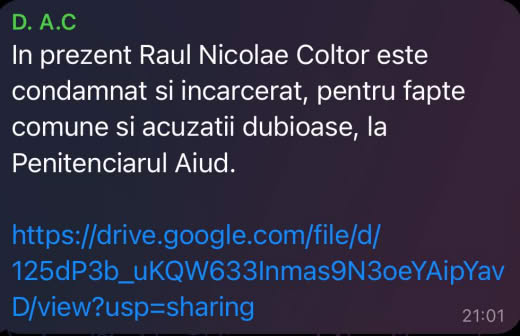 D. A.C
In prezent Raul Nicolae Coltor este
condamnat si incarcerat, pentru fapte
comune si acuzatii dubioase, la
Penitenciarul Aiud.
https://drive.google.com/file/d/
125dP3b_uKQW633Inmas9N3oeYAipYav
D/view?usp=sharing
21:01